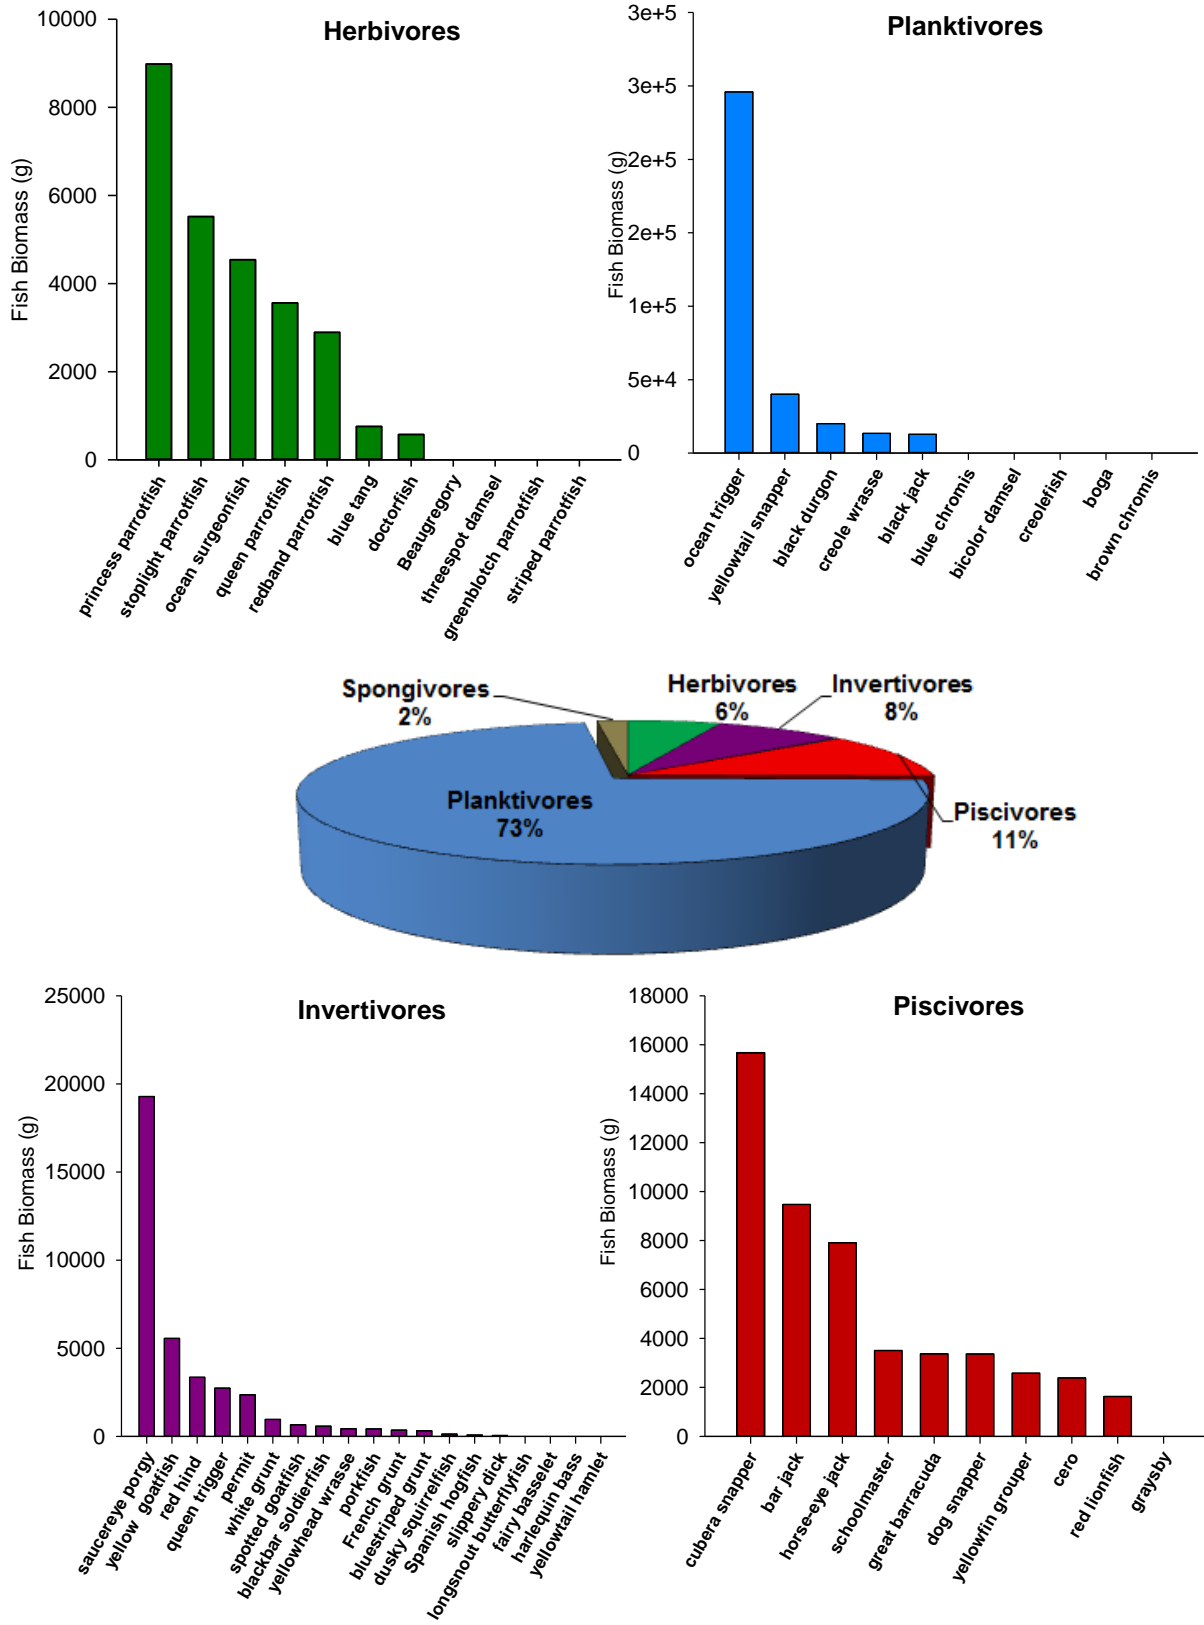 Herbivores
Fish Biomass (g)
10000
8000
6000
4000
2000
0
princess parrotfish
stoplight parrotfish
ocean surgeonfish
queen parrotfish
redband parrotfish
blue tang
doctorfish
Beaugregory
threespot damsel
greenblotch parrotfish
striped parrotfish
Planktivores
Fish Biomass (g)
3e+5
3e+5
2e+5
2e+5
1e+5
5e+4
0
ocean trigger
yellowtail snapper
black durgon
creole wrasse
black jack
blue chromis
bicolor damsel
creolefish
boga
brown chromis
Spongivores
2%
Herbivores
6%
Invertivores
8%
Planktivores
73%
Piscivores
11%
Invertivores
Fish Biomass (g)
25000
20000
15000
10000
5000
0
saucereye porgy
yellow goatfish
red hind
queen trigger
permit
white grunt
spotted goatfish
blackbar soldierfish
yellowhead wrasse
porkfish
French grunt
bluestriped grunt
dusky squirrelfish
Spanish hogfish
slippery dick
longsnout butterflyfish
fairy basselet
harlequin bass
yellowtail hamlet
Piscivores
Fish Biomass (g)
18000
16000
14000
12000
10000
8000
6000
4000
2000
0
cubera snapper
bar jack
horse-eye jack
schoolmaster
great barracuda
dog snapper
yellowfin grouper
cero
red lionfish
graysby